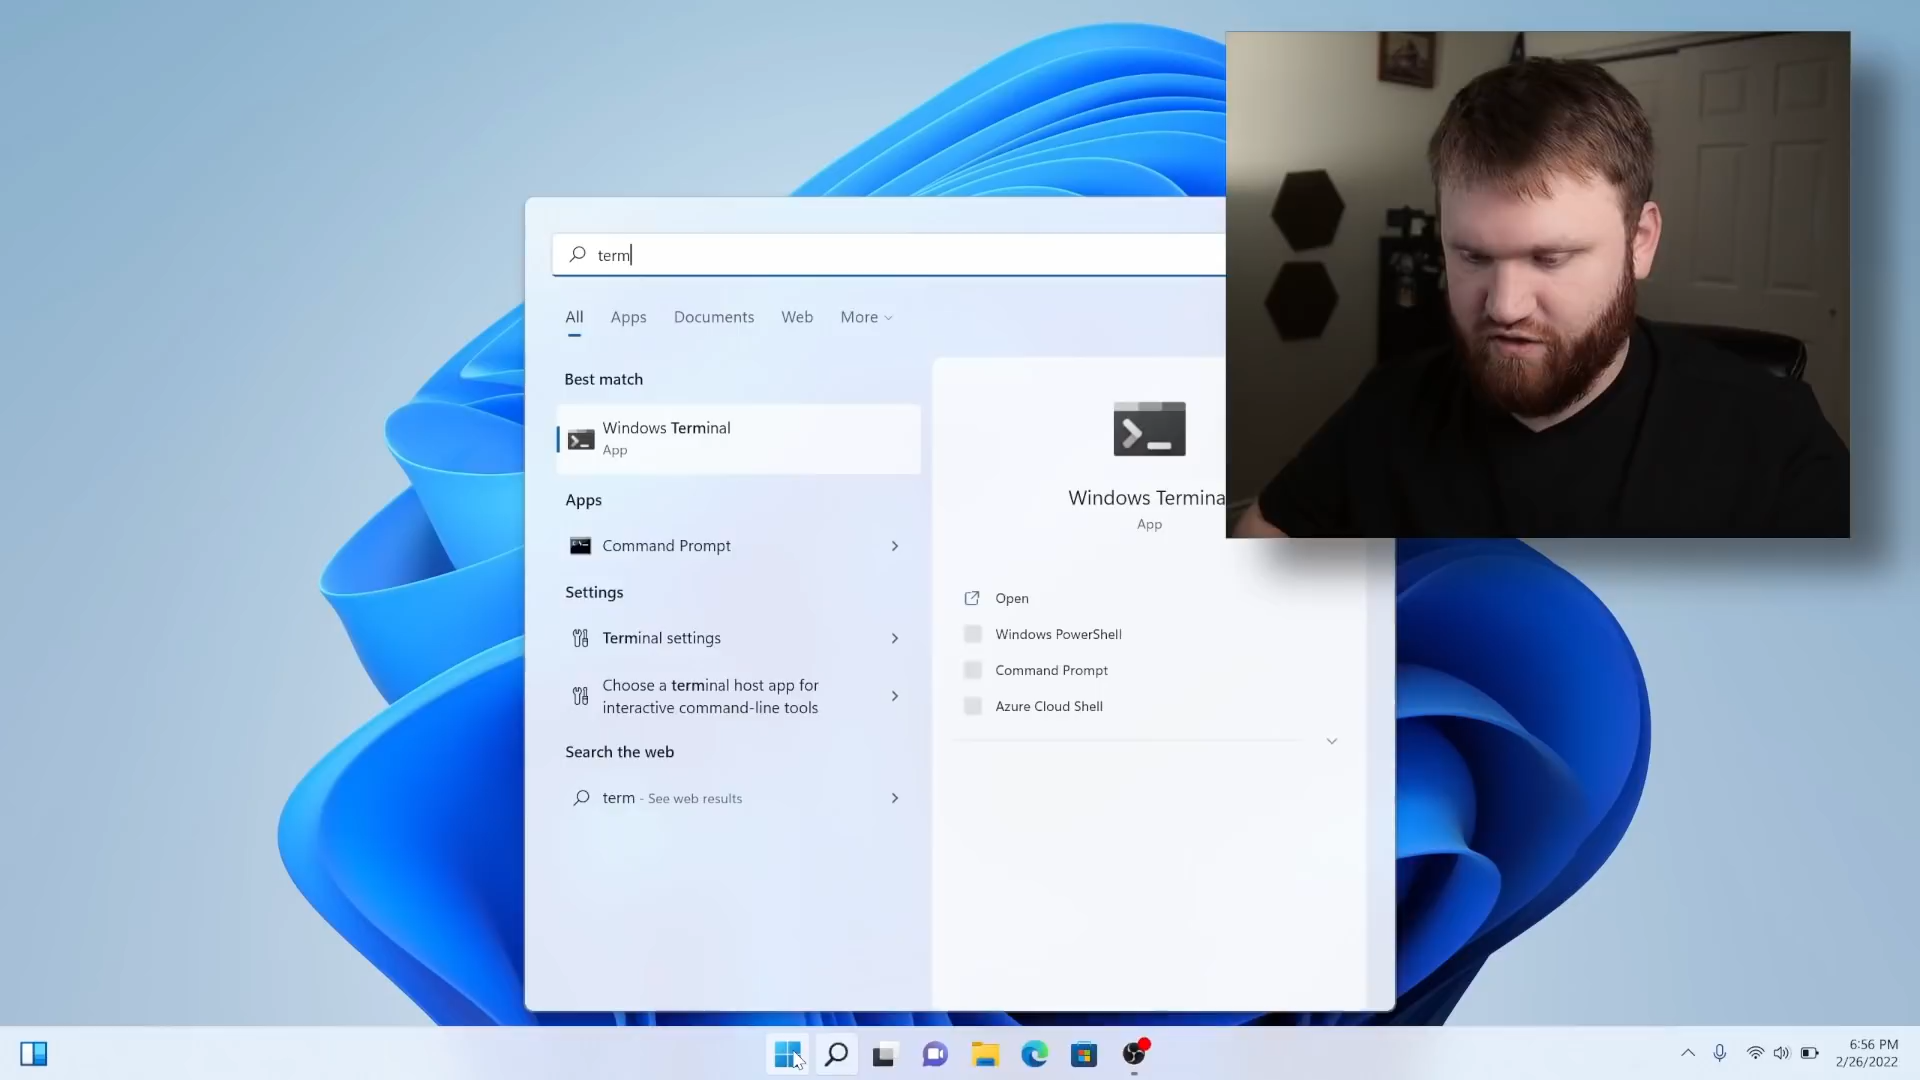 term
All Apps Documents Web More
Best match
Windows Terminal
App
Apps
Command Prompt
Settings
Terminal settings
Choose a terminal host app for
interactive command-line tools
Search the web
term - See web results
Windows Termina
App
Open
Windows PowerShell
Command Prompt
Azure Cloud Shell
6:56 PM
2/26/2022